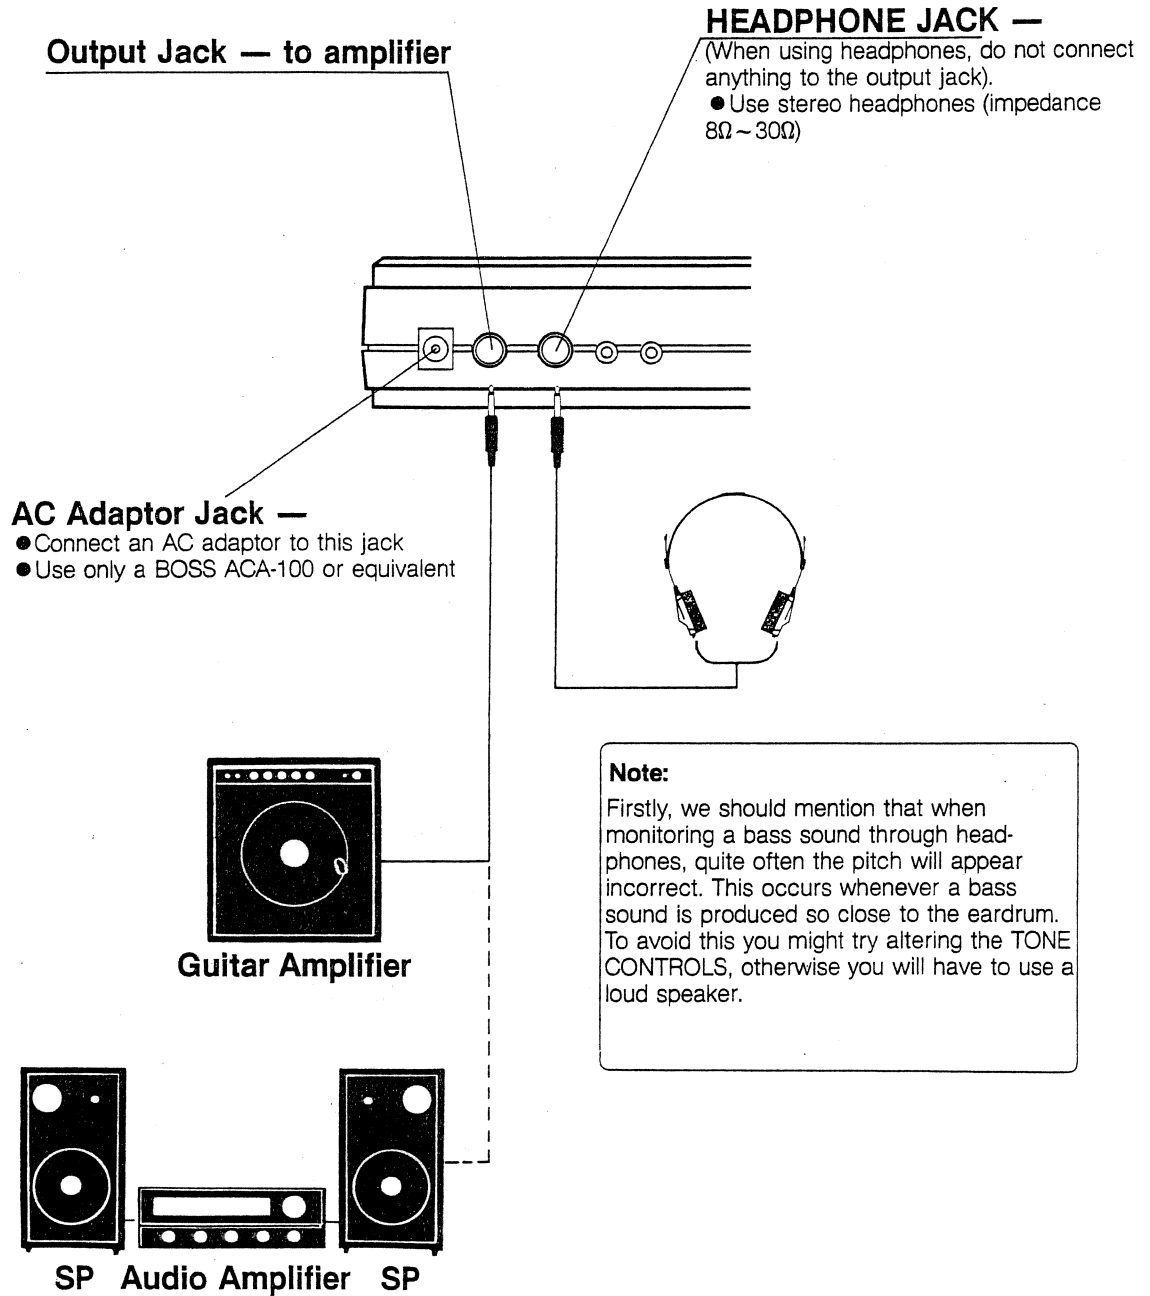 Output Jack — to amplifier
HEADPHONE JACK —
(When using headphones, do not connect
anything to the output jack).
● Use stereo headphones (impedance
8Ω ~ 30Ω)
AC Adaptor Jack —
● Connect an AC adaptor to this jack
● Use only a BOSS ACA-100 or equivalent
Note:
Firstly, we should mention that when
monitoring a bass sound through head-
phones, quite often the pitch will appear
incorrect. This occurs whenever a bass
sound is produced so close to the eardrum.
To avoid this you might try altering the TONE
CONTROLS, otherwise you will have to use a
loud speaker.
Guitar Amplifier
SP
Audio Amplifier
SP